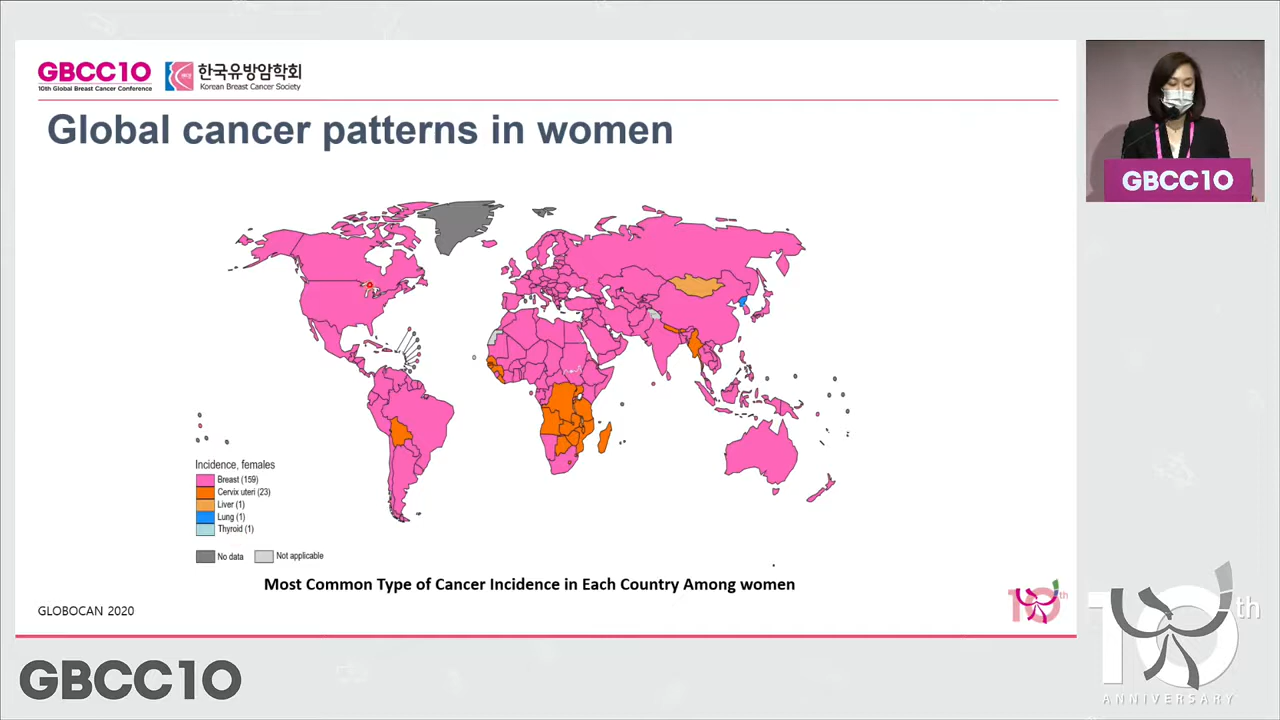 GBCC10
10th Global Breast Cancer Conference
한국유방암학회
Korean Breast Cancer Society
Global cancer patterns in women
GBCC10
Incidence, females
Breast (159)
Cervix uteri (23)
Liver (1)
Lung (1)
Thyroid (1)
No data
Not applicable
Most Common Type of Cancer Incidence in Each Country Among women
GLOBOCAN 2020
10th
GBCC10
10th
ANNIVERSARY